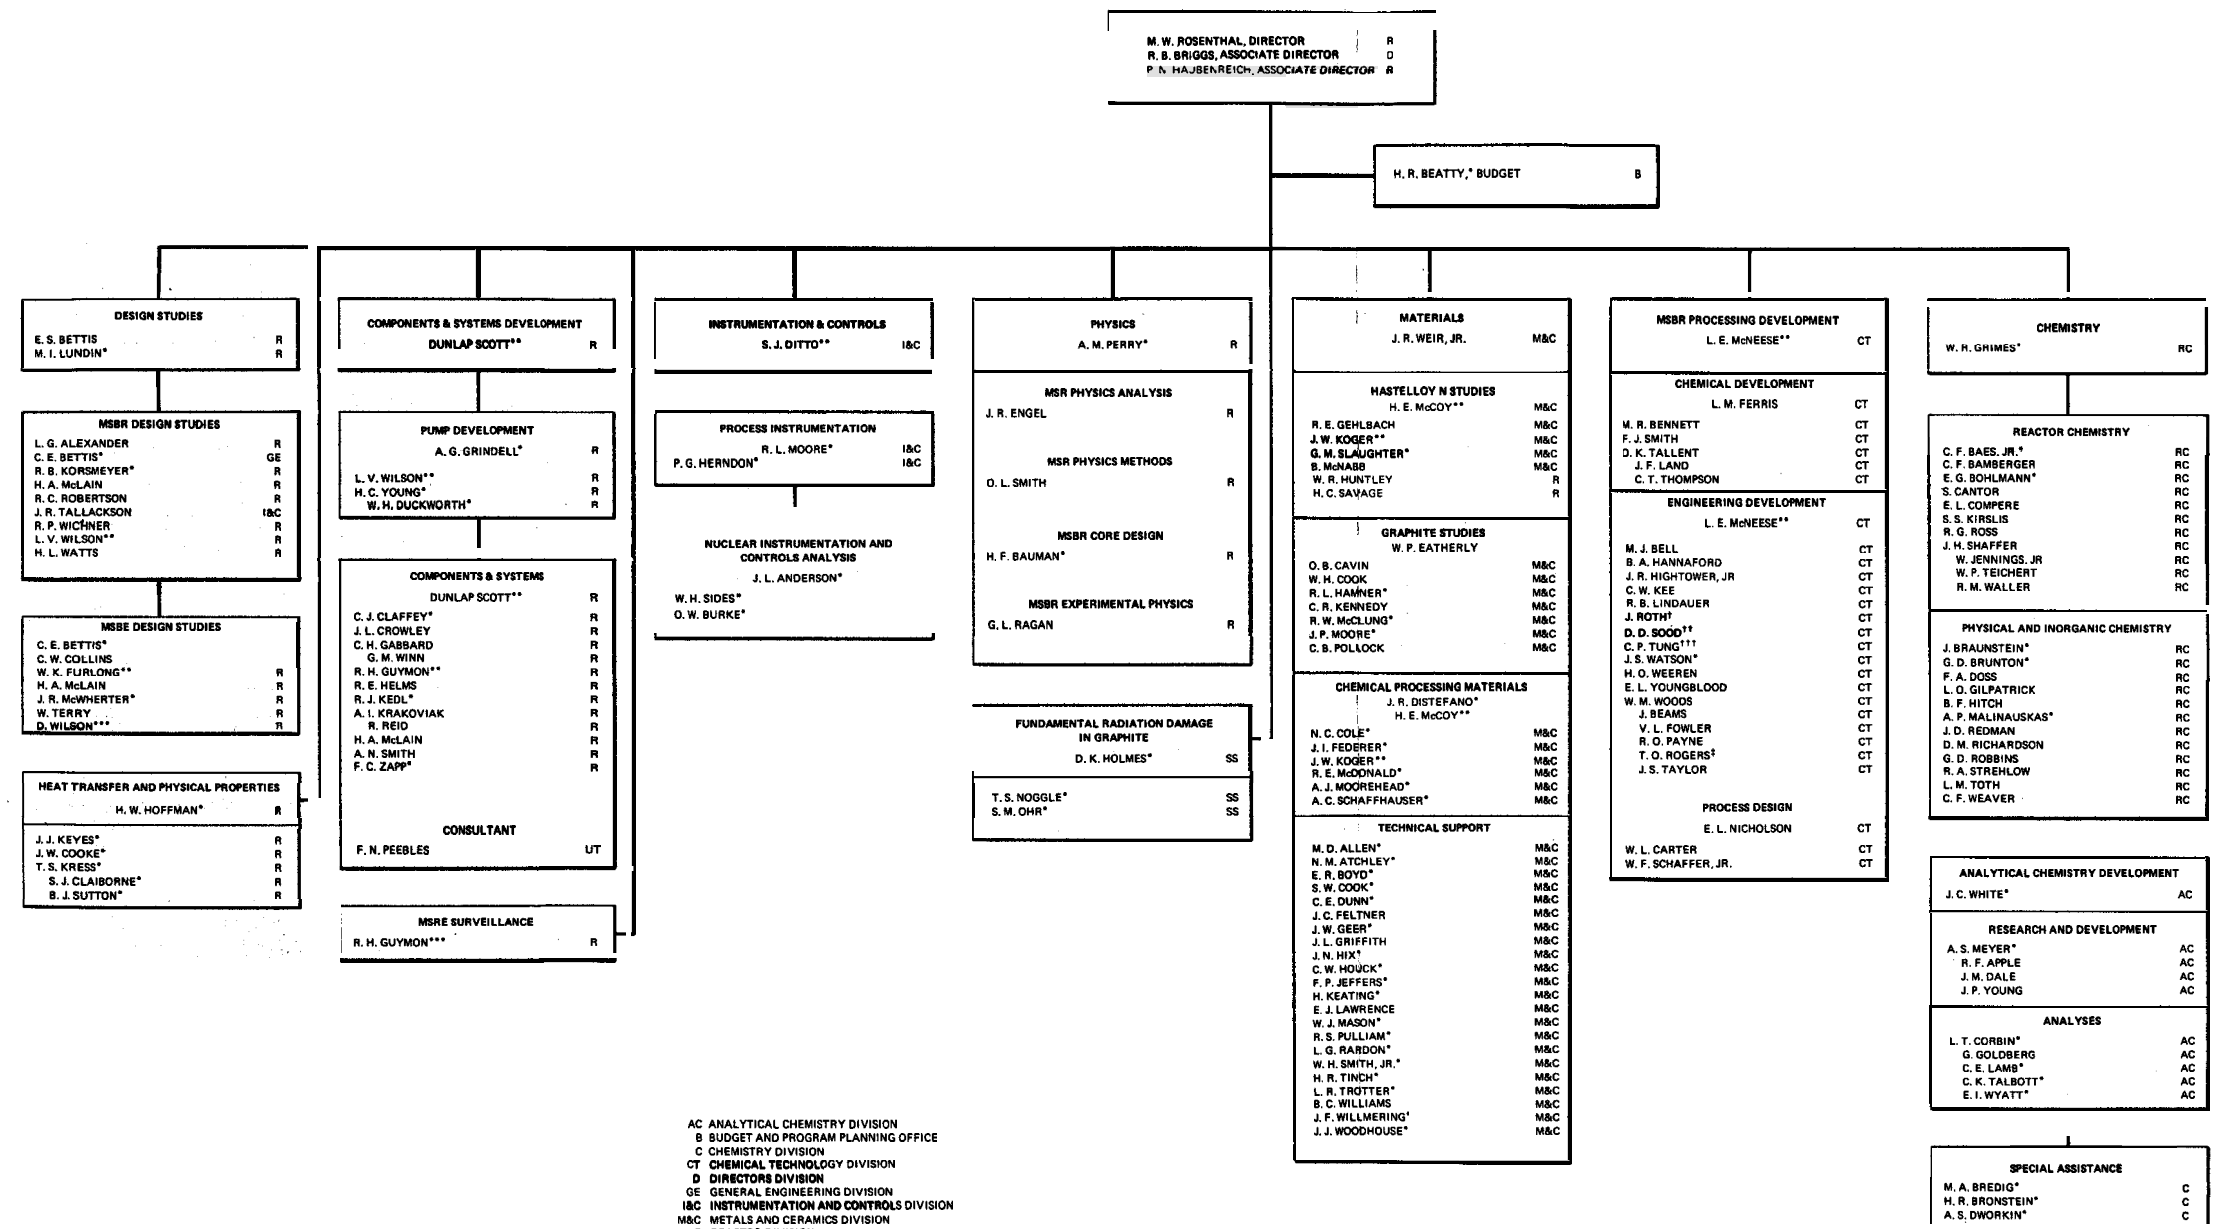 M. W. ROSENTHAL, DIRECTOR R
R. B. BRIGGS, ASSOCIATE DIRECTOR D
P. N. HAUBENREICH, ASSOCIATE DIRECTOR R
H. R. BEATTY,* BUDGET B
DESIGN STUDIES
E. S. BETTIS R
M. I. LUNDIN* R
MSBR DESIGN STUDIES
L. G. ALEXANDER R
C. E. BETTIS* GE
R. B. KORSMEYER* R
H. A. McLAIN R
R. C. ROBERTSON R
J. R. TALLACKSON I&C
R. P. WICHNER R
L. V. WILSON** R
H. L. WATTS R
MSBE DESIGN STUDIES
C. E. BETTIS*
C. W. COLLINS
W. K. FURLONG** R
H. A. McLAIN R
J. R. McWHERTER* R
W. TERRY R
D. WILSON*** R
HEAT TRANSFER AND PHYSICAL PROPERTIES
H. W. HOFFMAN* R
J. J. KEYES* R
J. W. COOKE* R
T. S. KRESS* R
S. J. CLAIBORNE* R
B. J. SUTTON* R
COMPONENTS & SYSTEMS DEVELOPMENT
DUNLAP SCOTT** R
PUMP DEVELOPMENT
A. G. GRINDELL* R
L. V. WILSON** R
H. C. YOUNG* R
W. H. DUCKWORTH* R
COMPONENTS & SYSTEMS
DUNLAP SCOTT** R
C. J. CLAFFEY* R
J. L. CROWLEY R
C. H. GABBARD R
G. M. WINN R
R. H. GUYMON** R
R. E. HELMS R
R. J. KEDL* R
A. I. KRAKOVIAK R
R. REID R
H. A. McLAIN R
A. N. SMITH R
F. C. ZAPP* R
CONSULTANT
F. N. PEEBLES UT
MSRE SURVEILLANCE
R. H. GUYMON*** R
INSTRUMENTATION & CONTROLS
S. J. DITTO** I&C
PROCESS INSTRUMENTATION
R. L. MOORE* I&C
P. G. HERNDON* I&C
NUCLEAR INSTRUMENTATION AND
CONTROLS ANALYSIS
J. L. ANDERSON*
W. H. SIDES*
O. W. BURKE*
PHYSICS
A. M. PERRY* R
MSR PHYSICS ANALYSIS
J. R. ENGEL R
MSR PHYSICS METHODS
O. L. SMITH R
MSBR CORE DESIGN
H. F. BAUMAN* R
MSBR EXPERIMENTAL PHYSICS
G. L. RAGAN R
FUNDAMENTAL RADIATION DAMAGE
IN GRAPHITE
D. K. HOLMES* SS
T. S. NOGGLE* SS
S. M. OHR* SS
MATERIALS
J. R. WEIR, JR. M&C
HASTELLOY N STUDIES
H. E. McCOY** M&C
R. E. GEHLBACH M&C
J. W. KOGER** M&C
G. M. SLAUGHTER* M&C
B. McNABB M&C
W. R. HUNTLEY R
H. C. SAVAGE R
GRAPHITE STUDIES
W. P. EATHERLY
O. B. CAVIN M&C
W. H. COOK M&C
R. L. HAMNER* M&C
C. R. KENNEDY M&C
R. W. McCLUNG* M&C
J. P. MOORE* M&C
C. B. POLLOCK M&C
CHEMICAL PROCESSING MATERIALS
J. R. DISTEFANO*
H. E. McCOY**
N. C. COLE* M&C
J. I. FEDERER* M&C
J. W. KOGER** M&C
R. E. McDONALD* M&C
A. J. MOOREHEAD* M&C
A. C. SCHAFFHAUSER* M&C
TECHNICAL SUPPORT
M. D. ALLEN* M&C
N. M. ATCHLEY* M&C
E. R. BOYD* M&C
S. W. COOK* M&C
C. E. DUNN* M&C
J. C. FELTNER M&C
J. W. GEER* M&C
J. L. GRIFFITH M&C
J. N. HIX* M&C
C. W. HOUCK* M&C
F. P. JEFFERS* M&C
H. KEATING* M&C
E. J. LAWRENCE M&C
W. J. MASON* M&C
R. S. PULLIAM* M&C
L. G. RARDON* M&C
W. H. SMITH, JR.* M&C
H. R. TINCH* M&C
L. R. TROTTER* M&C
B. C. WILLIAMS M&C
J. F. WILLMERING* M&C
J. J. WOODHOUSE* M&C
MSBR PROCESSING DEVELOPMENT
L. E. McNEESE** CT
CHEMICAL DEVELOPMENT
L. M. FERRIS CT
M. R. BENNETT CT
F. J. SMITH CT
D. K. TALLENT CT
J. F. LAND CT
C. T. THOMPSON CT
ENGINEERING DEVELOPMENT
L. E. McNEESE** CT
M. J. BELL CT
B. A. HANNAFORD CT
J. R. HIGHTOWER, JR CT
C. W. KEE CT
R. B. LINDAUER CT
J. ROTH† CT
D. D. SOOD†† CT
C. P. TUNG††† CT
J. S. WATSON* CT
H. O. WEEREN CT
E. L. YOUNGBLOOD CT
W. M. WOODS CT
J. BEAMS CT
V. L. FOWLER CT
R. O. PAYNE CT
T. O. ROGERS‡ CT
J. S. TAYLOR CT
PROCESS DESIGN
E. L. NICHOLSON CT
W. L. CARTER CT
W. F. SCHAFFER, JR. CT
CHEMISTRY
W. R. GRIMES* RC
REACTOR CHEMISTRY
C. F. BAES, JR.* RC
C. F. BAMBERGER RC
E. G. BOHLMANN* RC
S. CANTOR RC
E. L. COMPERE RC
S. S. KIRSLIS RC
R. G. ROSS RC
J. H. SHAFFER RC
W. JENNINGS, JR RC
W. P. TEICHERT RC
R. M. WALLER RC
PHYSICAL AND INORGANIC CHEMISTRY
J. BRAUNSTEIN* RC
G. D. BRUNTON* RC
F. A. DOSS RC
L. O. GILPATRICK RC
B. F. HITCH RC
A. P. MALINAUSKAS* RC
J. D. REDMAN RC
D. M. RICHARDSON RC
G. D. ROBBINS RC
R. A. STREHLOW RC
L. M. TOTH RC
C. F. WEAVER RC
ANALYTICAL CHEMISTRY DEVELOPMENT
J. C. WHITE* AC
RESEARCH AND DEVELOPMENT
A. S. MEYER* AC
R. F. APPLE AC
J. M. DALE AC
J. P. YOUNG AC
ANALYSES
L. T. CORBIN* AC
G. GOLDBERG AC
C. E. LAMB* AC
C. K. TALBOTT* AC
E. I. WYATT* AC
SPECIAL ASSISTANCE
M. A. BREDIG* C
H. R. BRONSTEIN* C
A. S. DWORKIN* C
AC ANALYTICAL CHEMISTRY DIVISION
B BUDGET AND PROGRAM PLANNING OFFICE
C CHEMISTRY DIVISION
CT CHEMICAL TECHNOLOGY DIVISION
D DIRECTORS DIVISION
GE GENERAL ENGINEERING DIVISION
I&C INSTRUMENTATION AND CONTROLS DIVISION
M&C METALS AND CERAMICS DIVISION